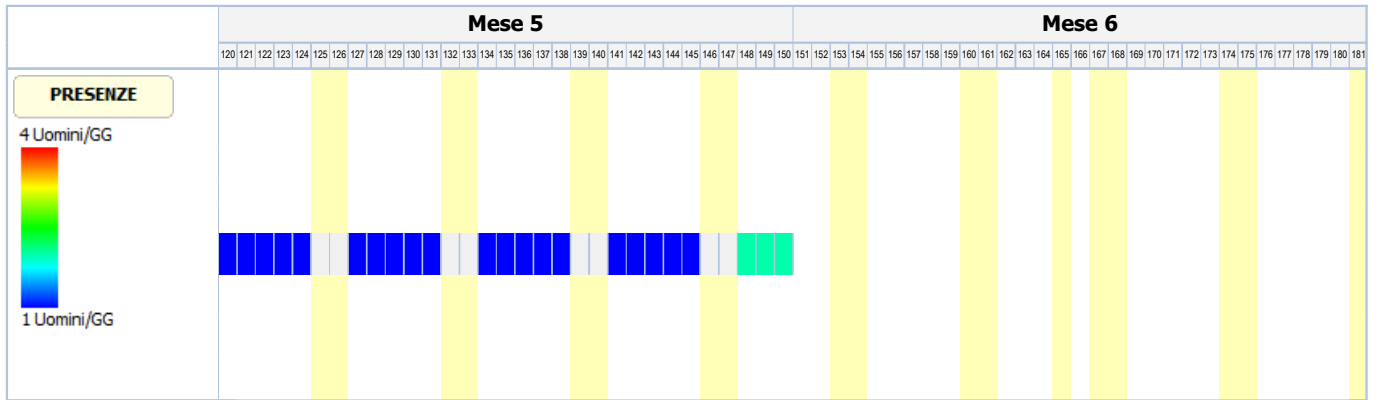 Mese 5 Mese 6
120 121 122 123 124 125 126 127 128 129 130 131 132 133 134 135 136 137 138 139 140 141 142 143 144 145 146 147 148 149 150 151 152 153 154 155 156 157 158 159 160 161 162 163 164 165 166 167 168 169 170 171 172 173 174 175 176 177 178 179 180 181
PRESENZE
4 Uomini/GG
1 Uomini/GG